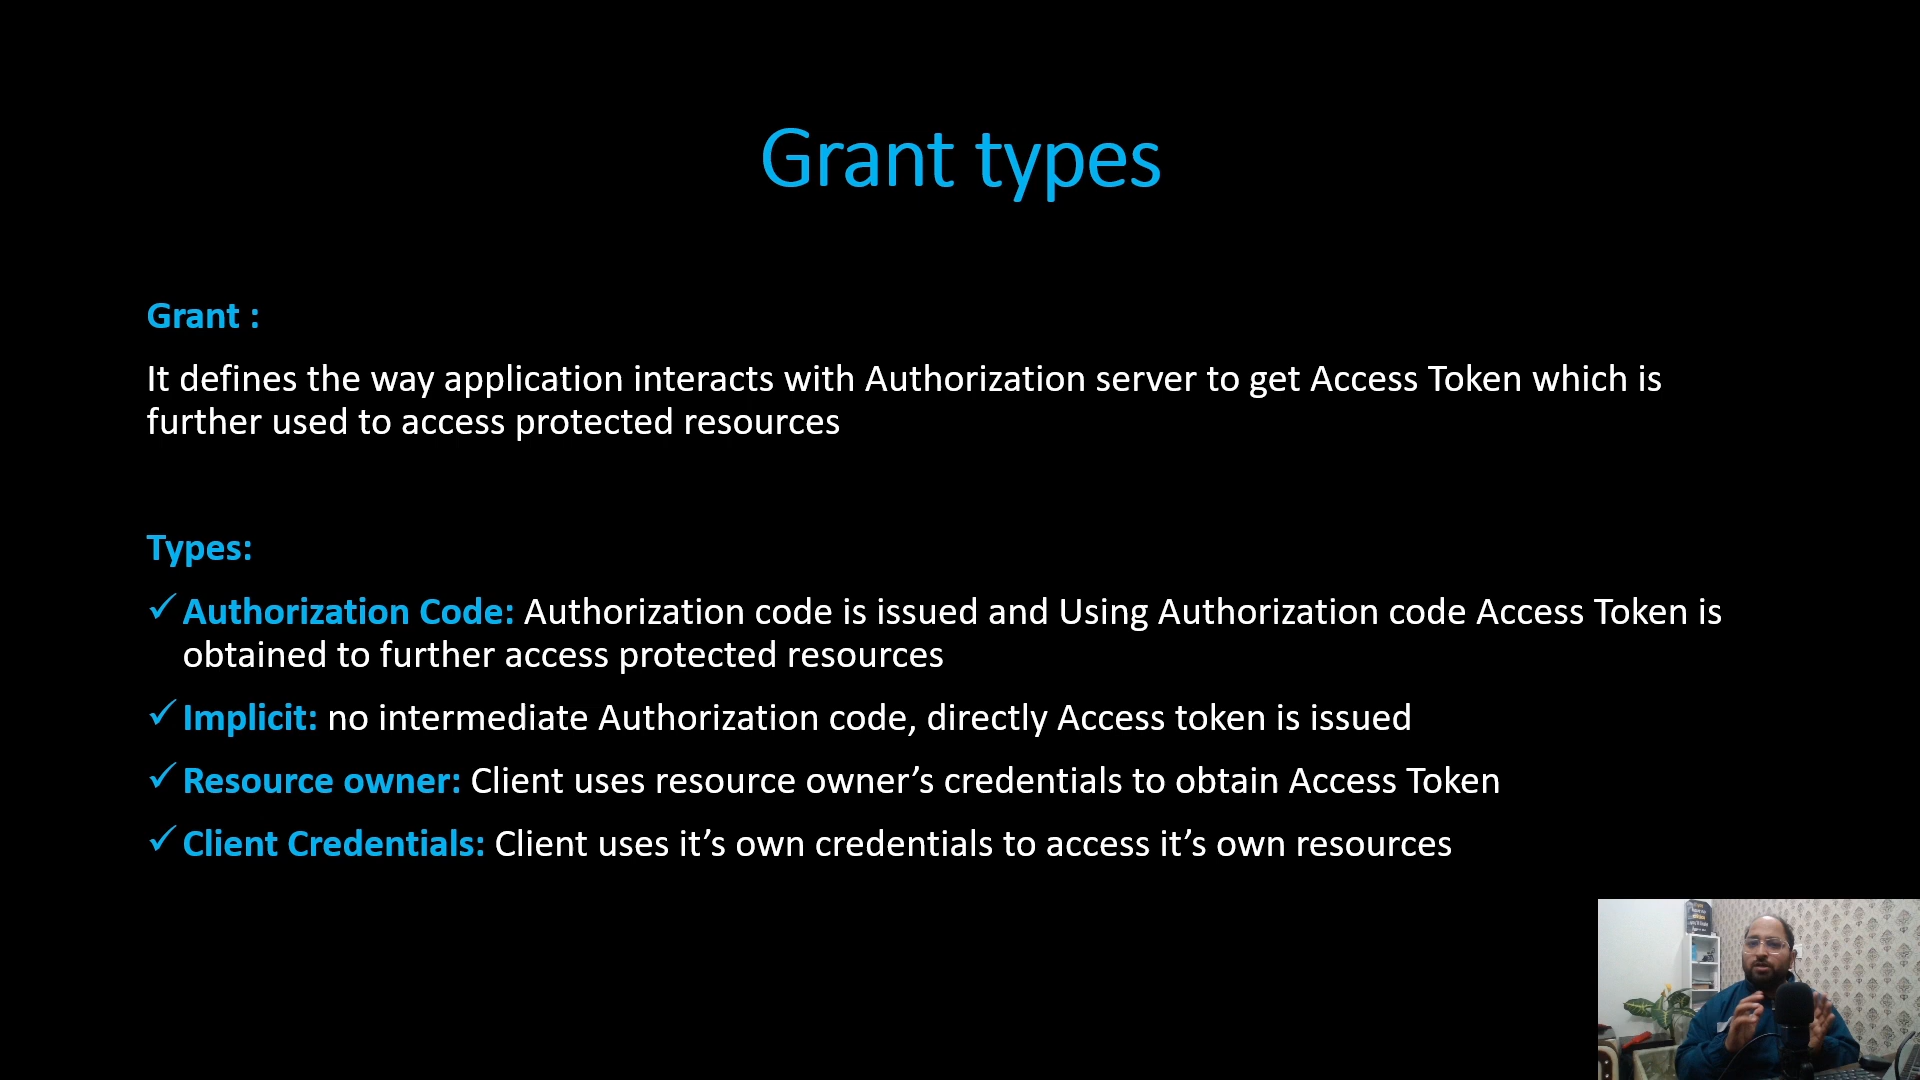 Grant types
Grant :
It defines the way application interacts with Authorization server to get Access Token which is
further used to access protected resources
Types:
Authorization Code: Authorization code is issued and Using Authorization code Access Token is
obtained to further access protected resources
Implicit: no intermediate Authorization code, directly Access token is issued
Resource owner: Client uses resource owner’s credentials to obtain Access Token
Client Credentials: Client uses it’s own credentials to access it’s own resources